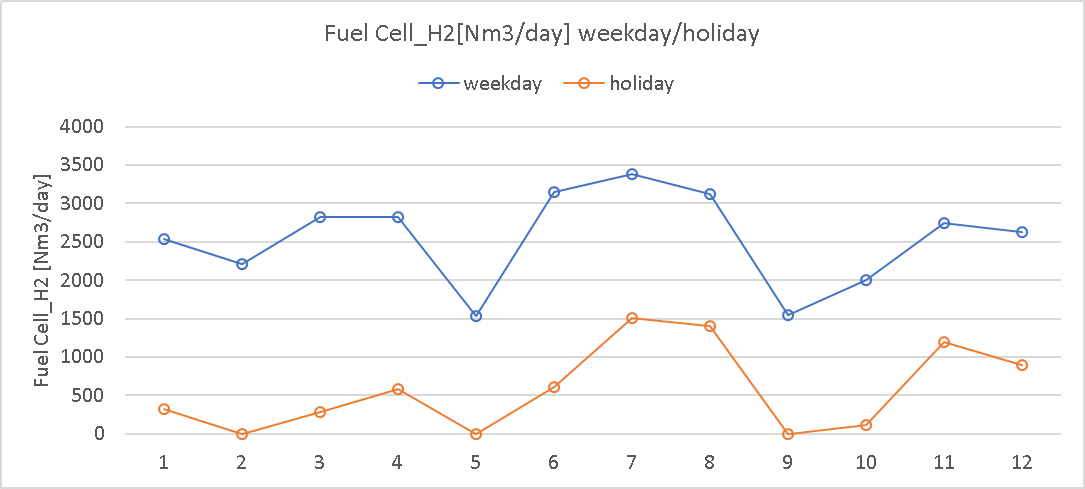 Fuel Cell_H2[Nm3/day] weekday/holiday
weekday holiday
Fuel Cell_H2 [Nm3/day]
4000
3500
3000
2500
2000
1500
1000
500
0
1 2 3 4 5 6 7 8 9 10 11 12